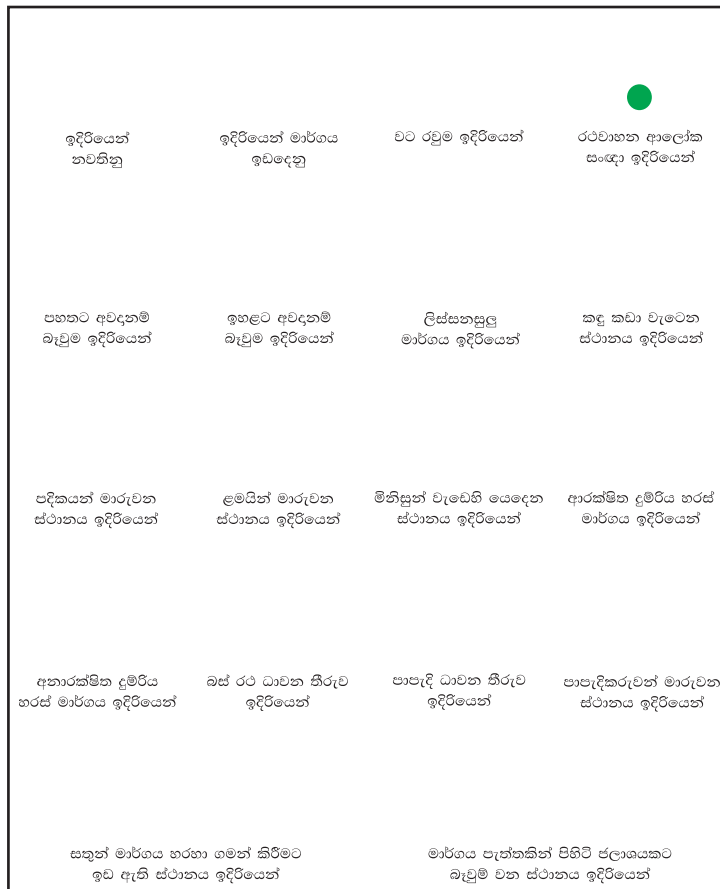 ඉදිරියෙන්
නවතිනු
ඉදිරියෙන් මාර්ගය
ඉඩදෙනු
වට රවුම ඉදිරියෙන්
රථවාහන ආලෝක
සංඥා ඉදිරියෙන්
පහතට අවදානම්
බෑවුම ඉදිරියෙන්
ඉහළට අවදානම්
බෑවුම ඉදිරියෙන්
ලිස්සනසුලු
මාර්ගය ඉදිරියෙන්
කඳු කඩා වැටෙන
ස්ථානය ඉදිරියෙන්
පදිකයන් මාරුවන
ස්ථානය ඉදිරියෙන්
ළමයින් මාරුවන
ස්ථානය ඉදිරියෙන්
මිනිසුන් වැඩෙහි යෙදෙන
ස්ථානය ඉදිරියෙන්
ආරක්ෂිත දුම්රිය හරස්
මාර්ගය ඉදිරියෙන්
අනාරක්ෂිත දුම්රිය
හරස් මාර්ගය ඉදිරියෙන්
බස් රථ ධාවන තීරුව
ඉදිරියෙන්
පාපැදි ධාවන තීරුව
ඉදිරියෙන්
පාපැදිකරුවන් මාරුවන
ස්ථානය ඉදිරියෙන්
සතුන් මාර්ගය හරහා ගමන් කිරීමට
ඉඩ ඇති ස්ථානය ඉදිරියෙන්
මාර්ගය පැත්තකින් පිහිටි ජලාශයකට
බෑවුම් වන ස්ථානය ඉදිරියෙන්